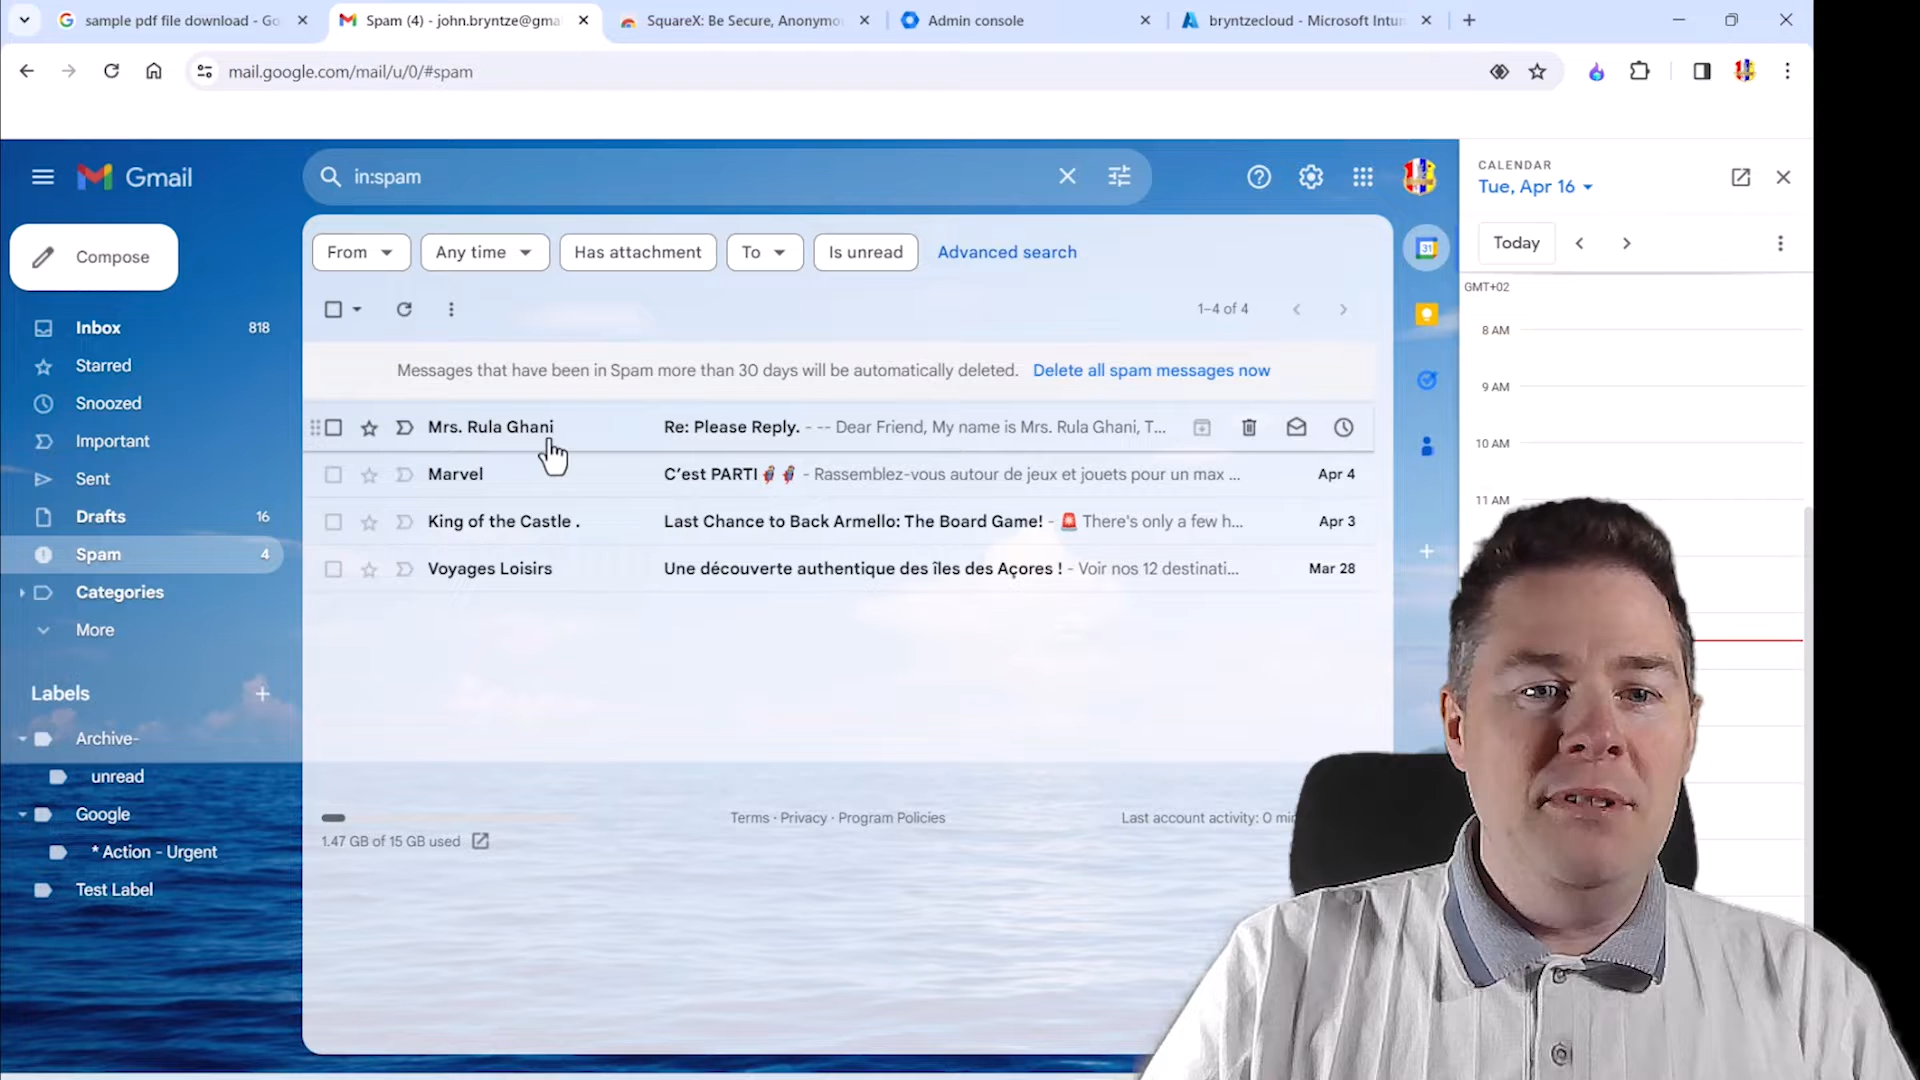 sample pdf file download - Go
Spam (4) - john.bryntze@gma
SquareX: Be Secure, Anonymo
Admin console
bryntzecloud - Microsoft Intun
mail.google.com/mail/u/0/#spam
Gmail
in:spam
CALENDAR
Tue, Apr 16
Today
Compose
From
Any time
Has attachment
To
Is unread
Advanced search
GMT+02
8 AM
9 AM
10 AM
11 AM
1–4 of 4
Inbox 818
Starred
Snoozed
Important
Sent
Drafts 16
Spam 4
Categories
More
Labels
Archive-
unread
Google
* Action - Urgent
Test Label
Messages that have been in Spam more than 30 days will be automatically deleted. Delete all spam messages now
Mrs. Rula Ghani Re: Please Reply. - -- Dear Friend, My name is Mrs. Rula Ghani, T...
Marvel C’est PARTI - Rassemblez-vous autour de jeux et jouets pour un max ... Apr 4
King of the Castle . Last Chance to Back Armello: The Board Game! - There's only a few h... Apr 3
Voyages Loisirs Une découverte authentique des îles des Açores ! - Voir nos 12 destinati... Mar 28
Terms · Privacy · Program Policies
Last account activity: 0 mi
1.47 GB of 15 GB used